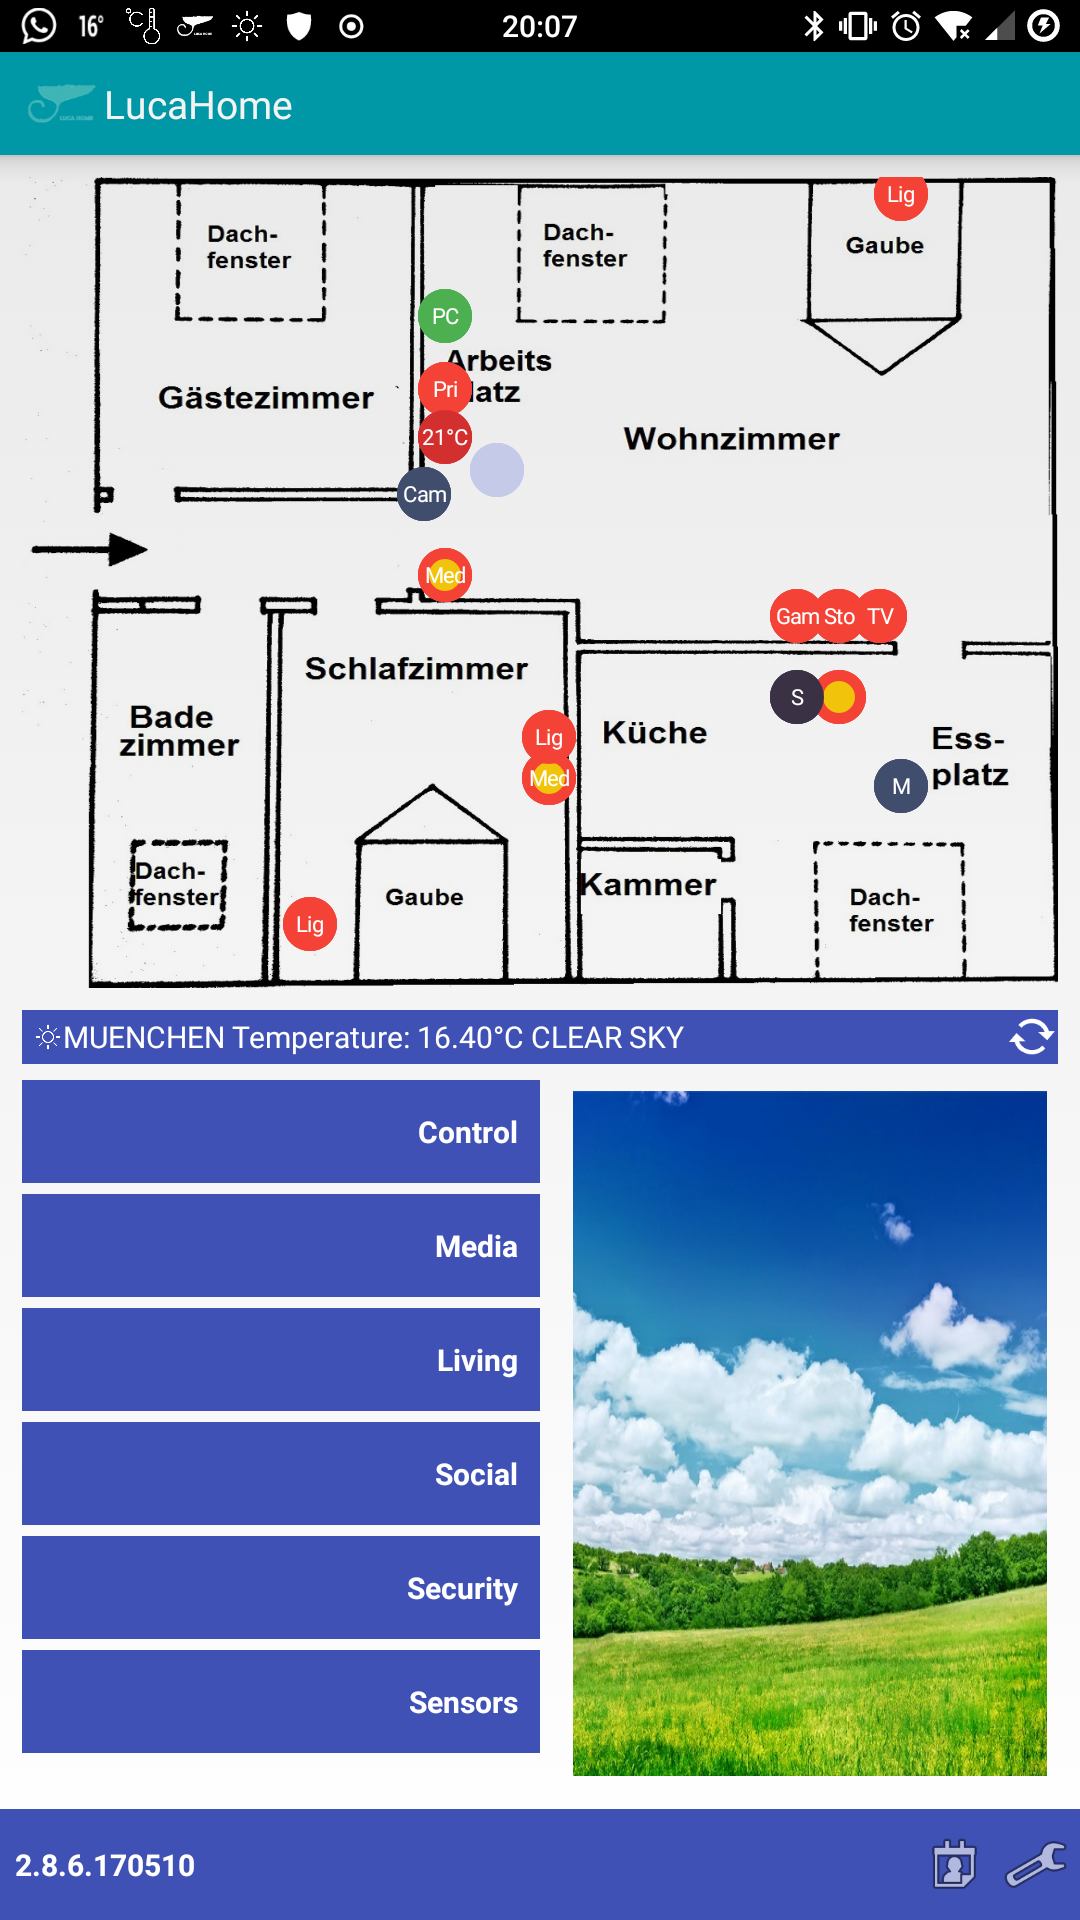 16°
°C
20:07
LUCA HOME
LucaHome
Lig
Dach-
fenster
Dach-
fenster
Gaube
PC
Arbeits
latz
Pri
Gästezimmer
21°C
Wohnzimmer
Cam
Med
Gam Sto TV
Schlafzimmer
S
Bade
zimmer
Lig
Küche
Ess-
platz
Med
M
Dach-
fenster
Lig
Gaube
Kammer
Dach-
fenster
MUENCHEN Temperature: 16.40°C CLEAR SKY
Control
Media
Living
Social
Security
Sensors
2.8.6.170510